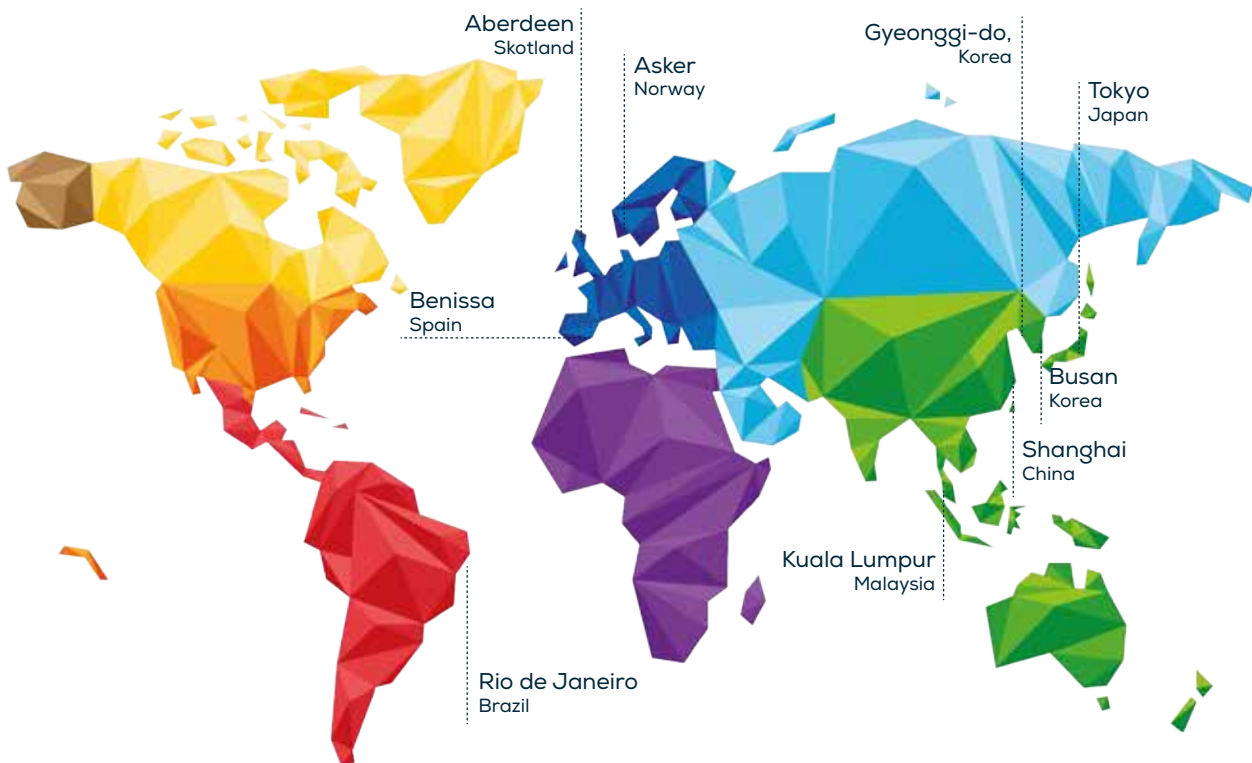 Aberdeen
Skotland
Asker
Norway
Gyeonggi-do,
Korea
Tokyo
Japan
Benissa
Spain
Busan
Korea
Shanghai
China
Kuala Lumpur
Malaysia
Rio de Janeiro
Brazil